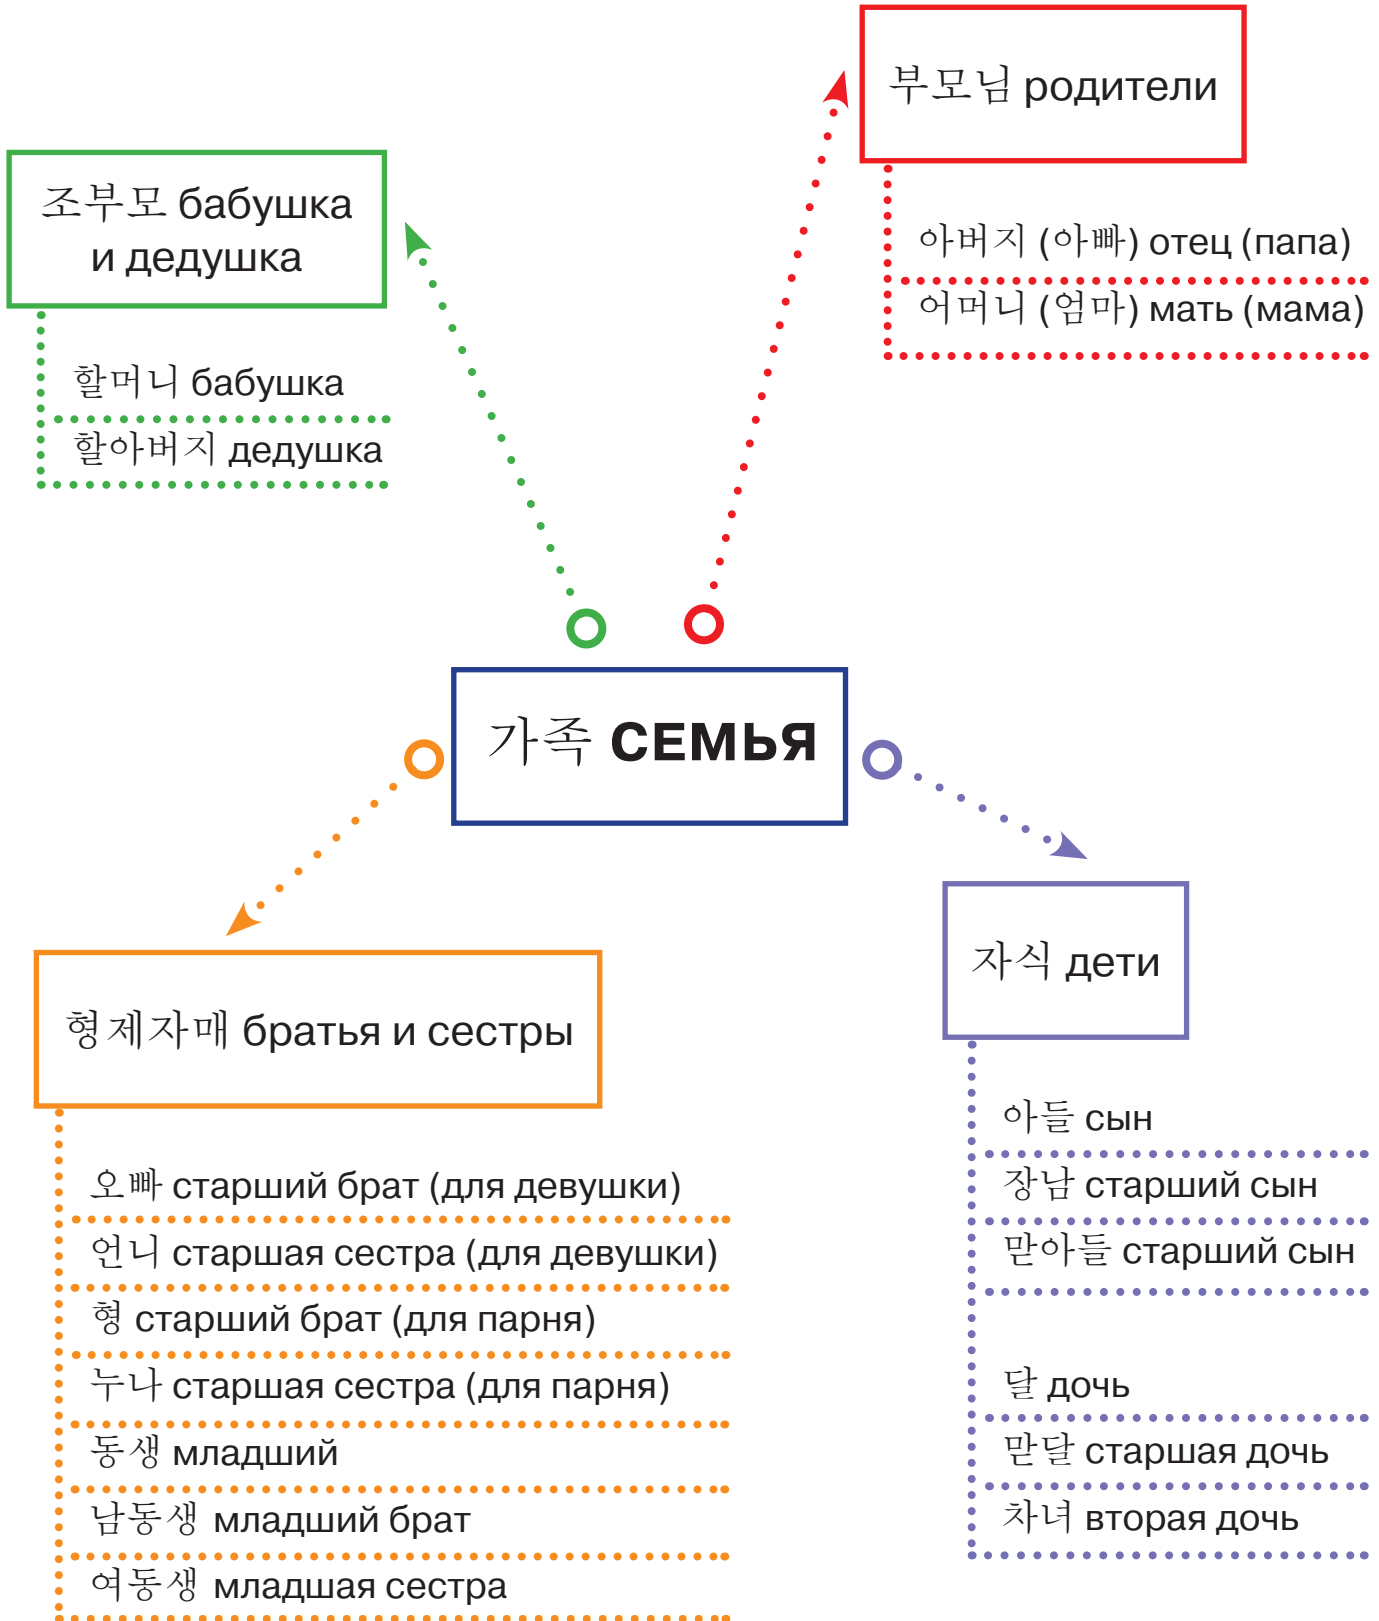 부모님 родители
아버지 (아빠) отец (папа)
어머니 (엄마) мать (мама)
조부모 бабушка
и дедушка
할머니 бабушка
할아버지 дедушка
가족 СЕМЬЯ
형제자매 братья и сестры
오빠 старший брат (для девушки)
언니 старшая сестра (для девушки)
형 старший брат (для парня)
누나 старшая сестра (для парня)
동생 младший
남동생 младший брат
여동생 младшая сестра
자식 дети
아들 сын
장남 старший сын
맏아들 старший сын
달 дочь
맏달 старшая дочь
차녀 вторая дочь